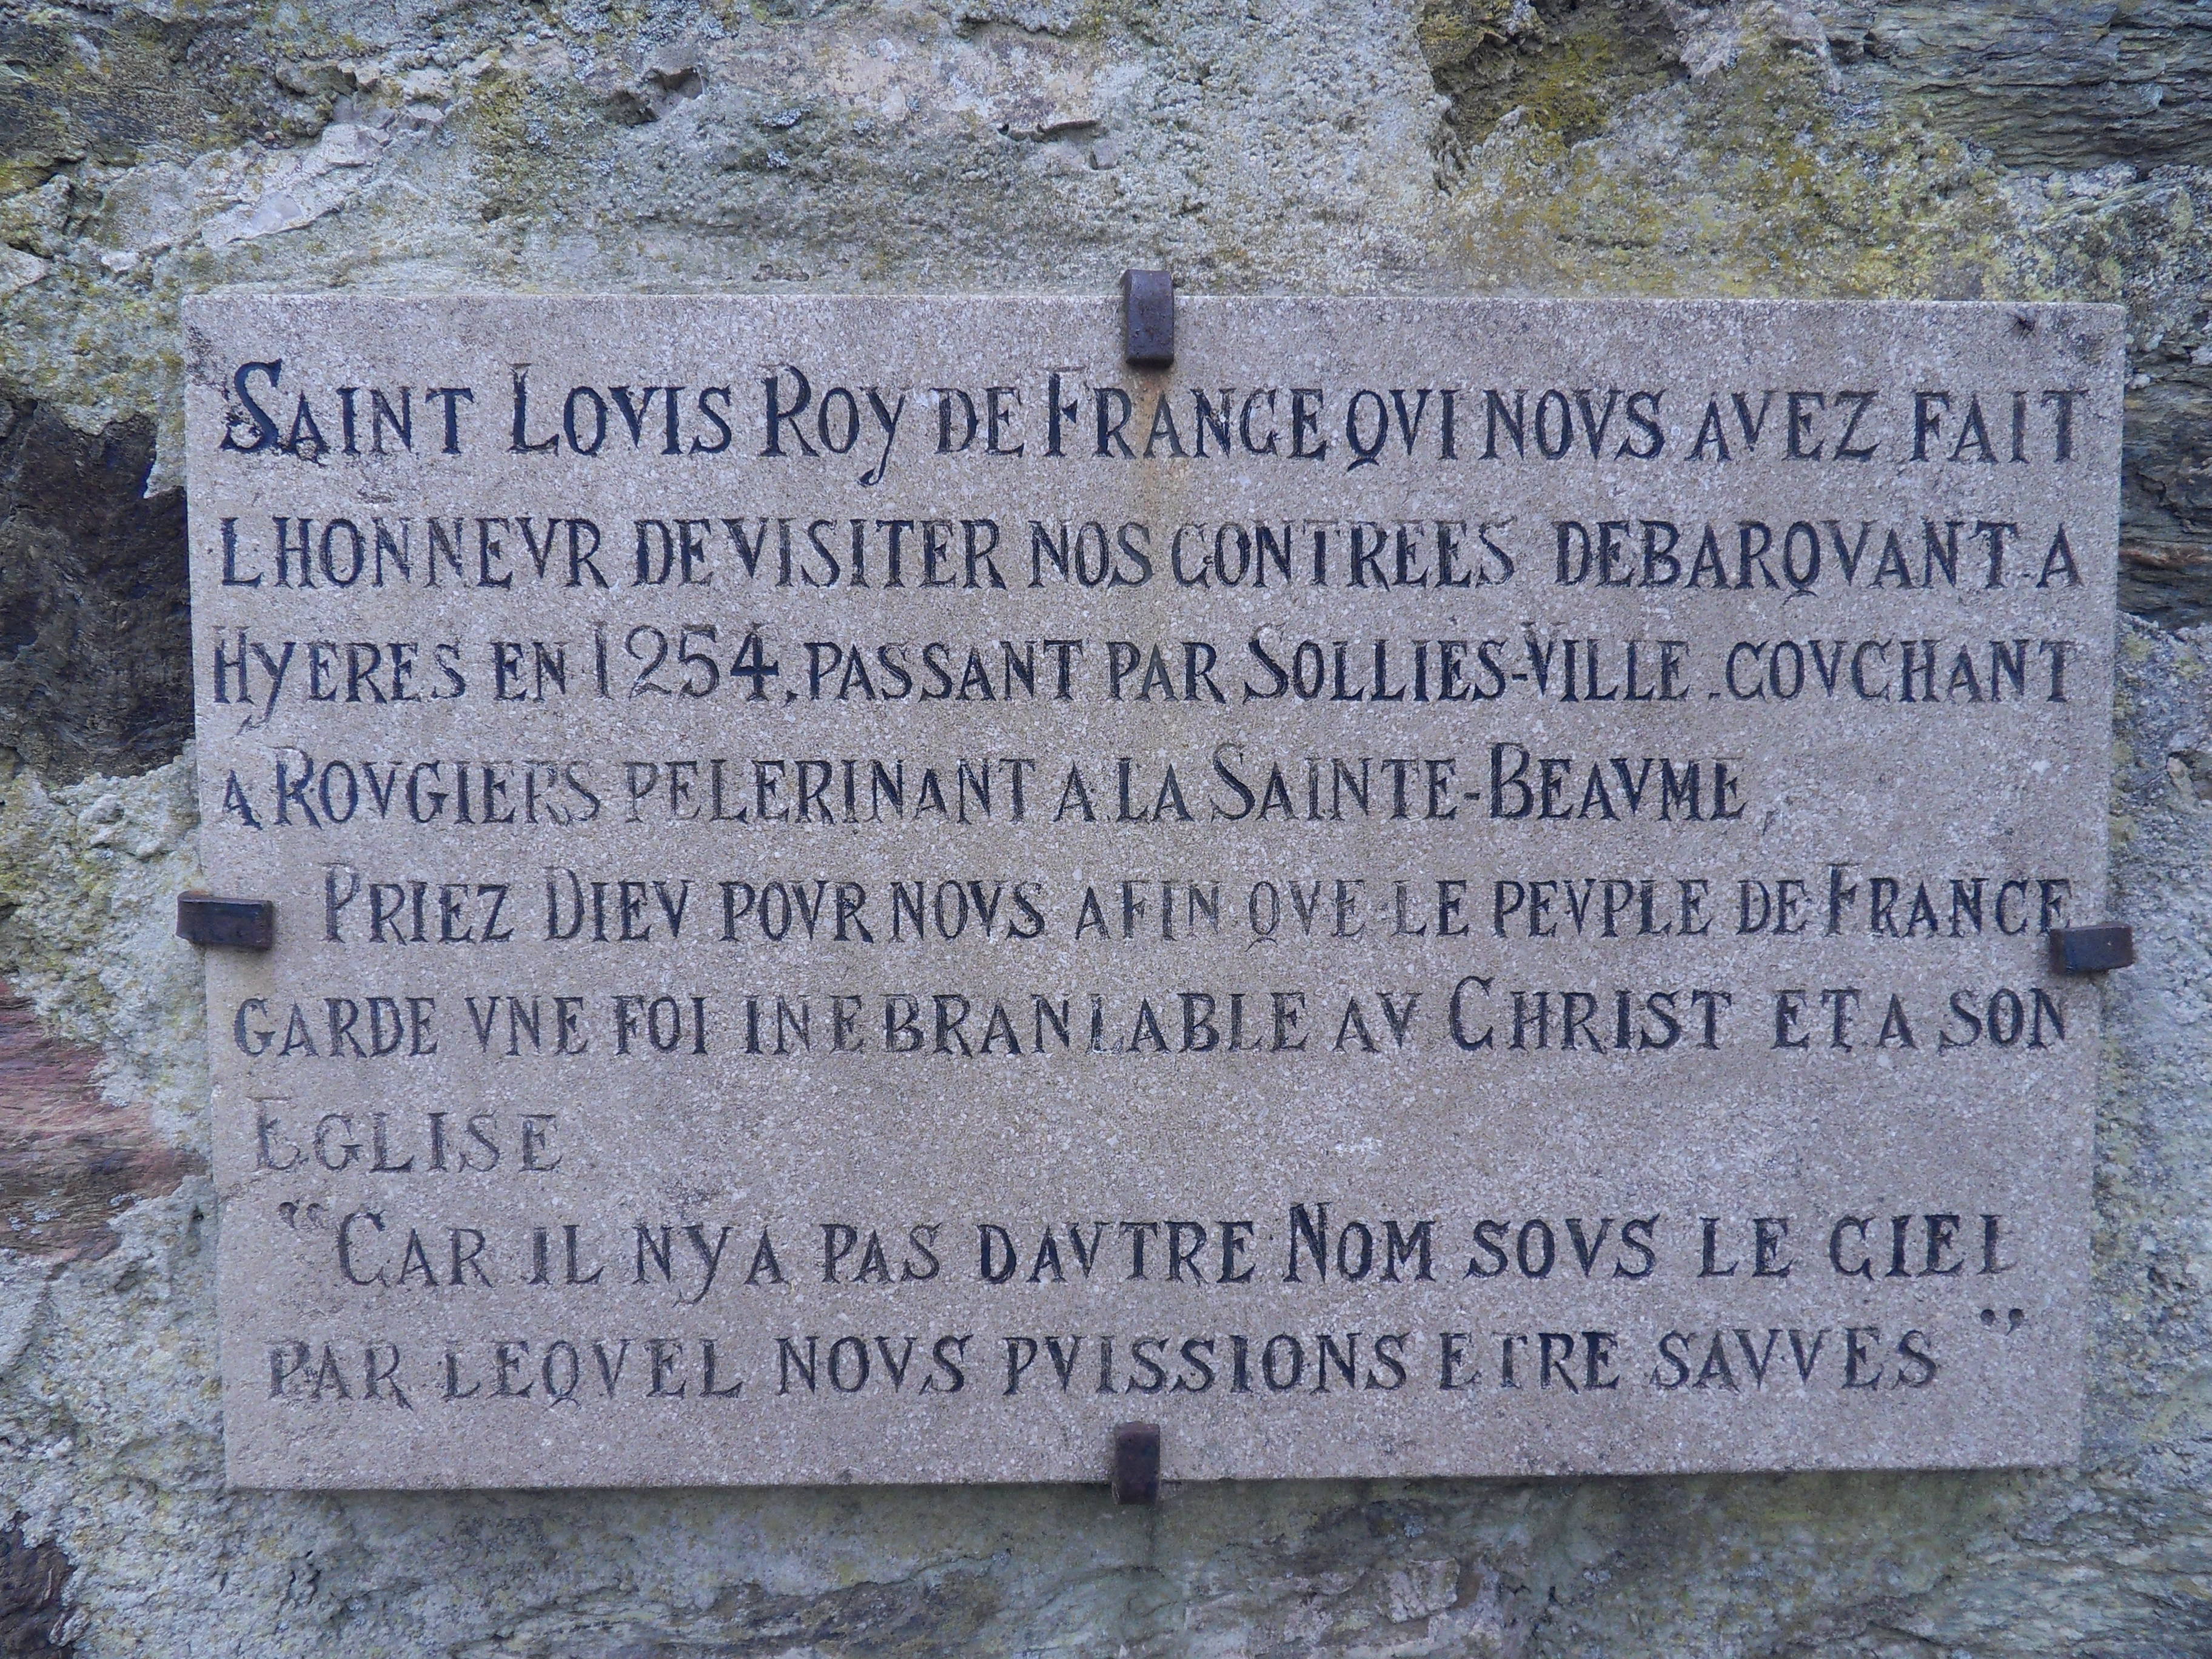 SAINT LOVIS ROY DE FRANCE QVI NOVS AVEZ FAIT
LHONNEVR DE VISITER NOS CONTREES DEBARQVANT A
HYERES EN 1254, PASSANT PAR SOLLIES-VILLE, COVCHANT
A ROVGIERS PELERINANT A LA SAINTE-BEAVME,
PRIEZ DIEV POVR NOVS AFIN QVE LE PEVPLE DE FRANCE
GARDE VNE FOI INEBRANLABLE AV CHRIST ET A SON
EGLISE
“CAR IL NY A PAS DAVTRE NOM SOVS LE CIEL
PAR LEQVEL NOVS PVISSIONS ETRE SAVVES”